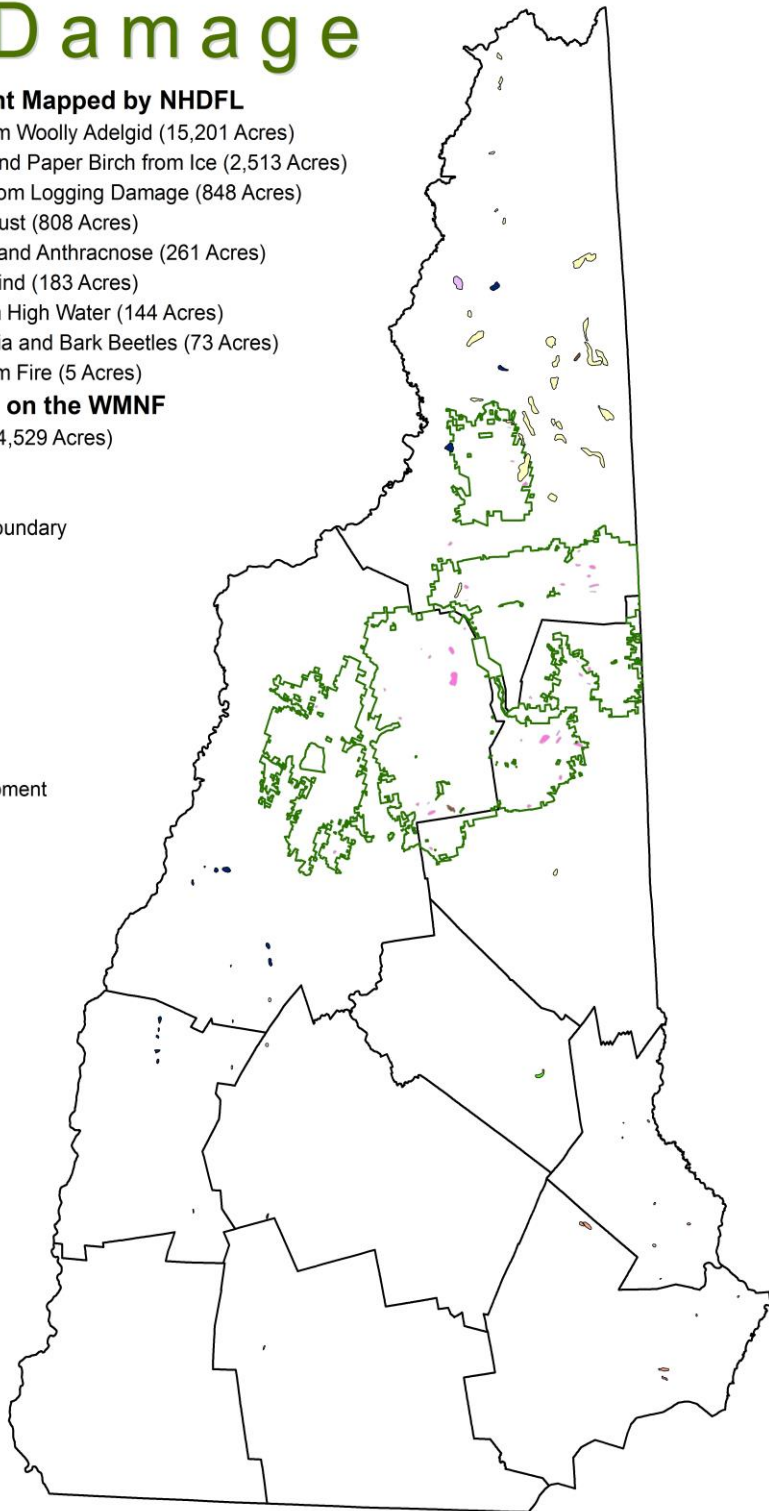 Damage
nt Mapped by NHDFL
m Woolly Adelgid (15,201 Acres)
nd Paper Birch from Ice (2,513 Acres)
om Logging Damage (848 Acres)
ust (808 Acres)
and Anthracnose (261 Acres)
ind (183 Acres)
High Water (144 Acres)
ia and Bark Beetles (73 Acres)
m Fire (5 Acres)
on the WMNF
4,529 Acres)
oundary
pment